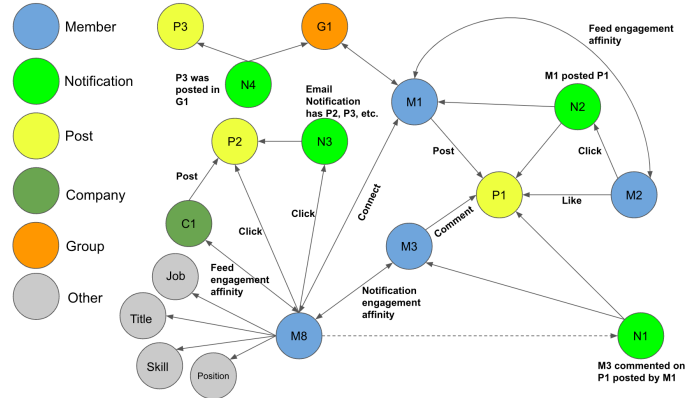 Member
Notification
Post
Company
Group
Other
P3
G1
Feed engagement
affinity
P3 was
posted in
G1
N4
Email
Notification
has P2, P3, etc.
M1
M1 posted P1
N2
P2
N3
Post
Click
Post
P1
Like
M2
C1
Click
Click
Connect
M3
Comment
Job
Feed
engagement
affinity
Notification
engagement
affinity
Title
M8
N1
Skill
Position
M3 commented on
P1 posted by M1